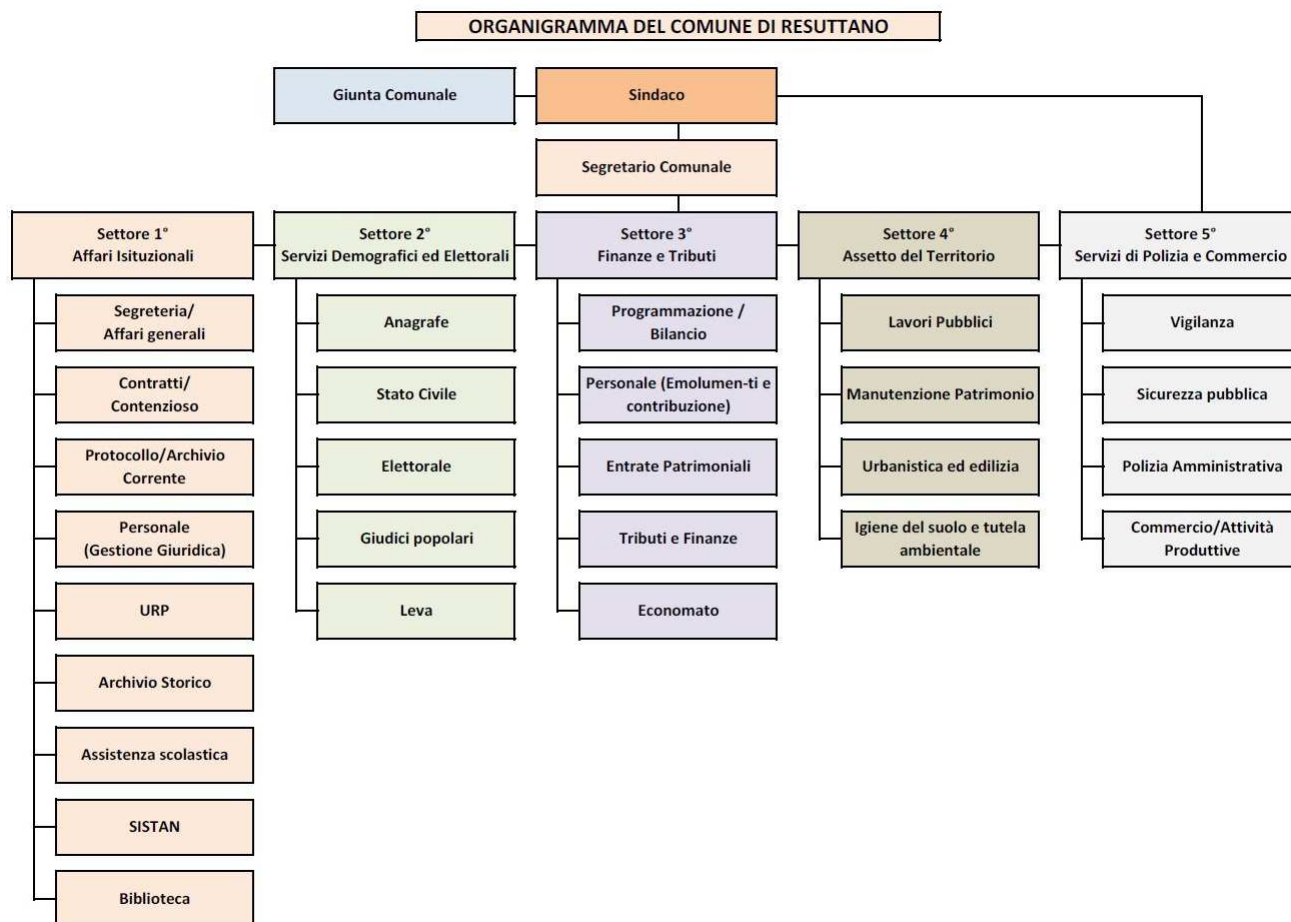 ORGANIGRAMMA DEL COMUNE DI RESUTTANO
Giunta Comunale
Sindaco
Segretario Comunale
Settore 1°
Affari Isituzionali
Settore 2°
Servizi Demografici ed Elettorali
Settore 3°
Finanze e Tributi
Settore 4°
Assetto del Territorio
Settore 5°
Servizi di Polizia e Commercio
Segreteria/
Affari generali
Contratti/
Contenzioso
Protocollo/Archivio
Corrente
Personale
(Gestione Giuridica)
URP
Archivio Storico
Assistenza scolastica
SISTAN
Biblioteca
Anagrafe
Stato Civile
Elettorale
Giudici popolari
Leva
Programmazione /
Bilancio
Personale (Emolumen-ti e
contribuzione)
Entrate Patrimoniali
Tributi e Finanze
Economato
Lavori Pubblici
Manutenzione Patrimonio
Urbanistica ed edilizia
Igiene del suolo e tutela
ambientale
Vigilanza
Sicurezza pubblica
Polizia Amministrativa
Commercio/Attività
Produttive